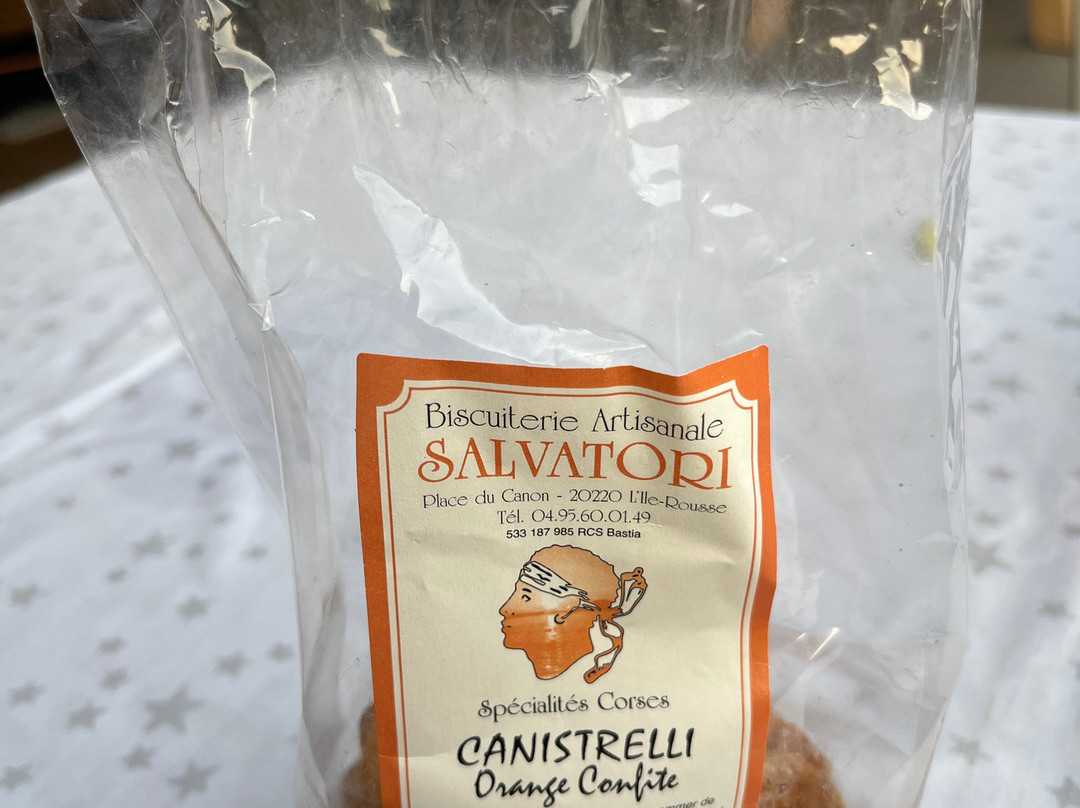 Biscuiterie Artisanale
SALVATORI
Place du Canon - 20220 L'Ile-Rousse
Tél. 04.95.60.01.49
533 187 985 RCS Bastia
Spécialités Corses
CANISTRELLI
Orange Confite
de